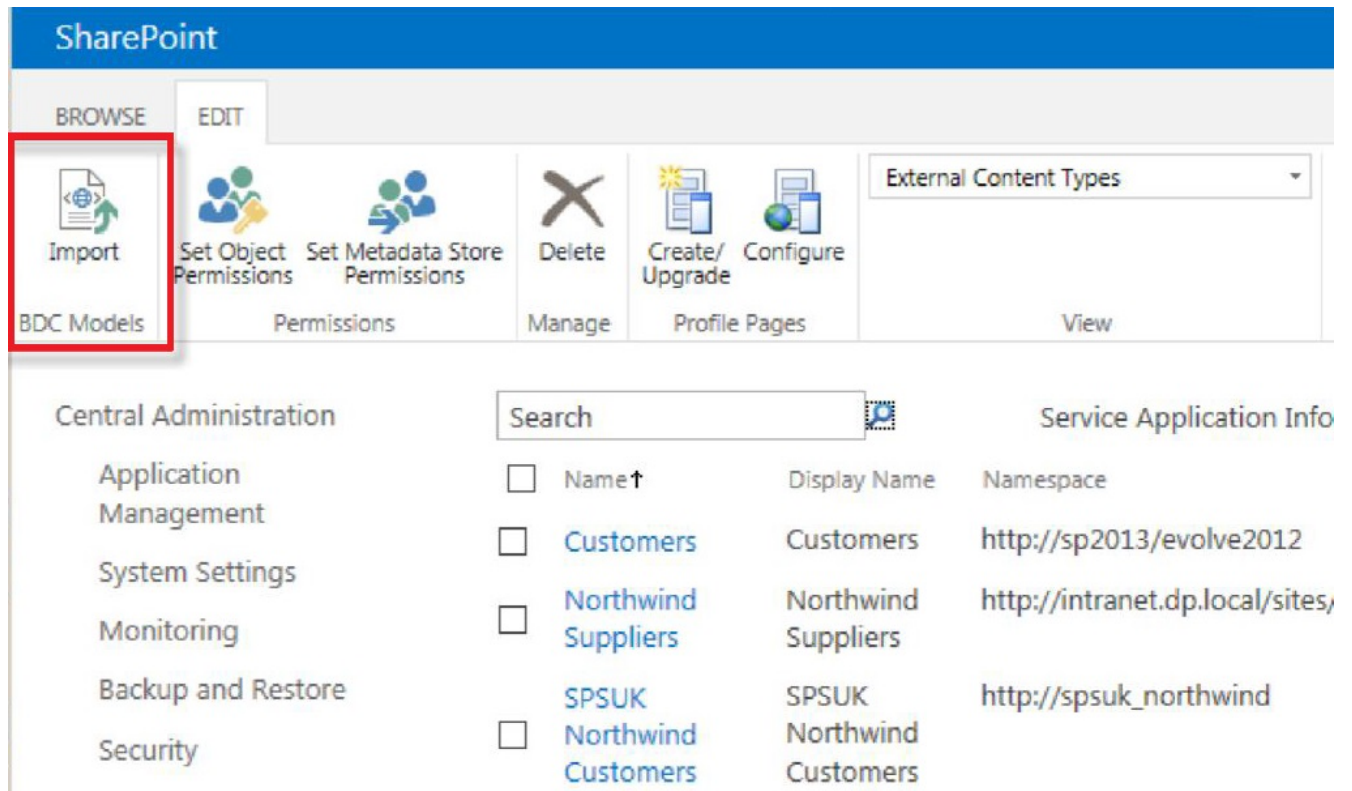 SharePoint
BROWSE EDIT
Import
BDC Models
Set Object
Permissions
Set Metadata Store
Permissions
Permissions
Delete
Manage
Create/
Upgrade
Configure
Profile Pages
External Content Types
View
Central Administration
Application
Management
System Settings
Monitoring
Backup and Restore
Security
Search
Service Application Info
Name↑ Display Name Namespace
Customers Customers http://sp2013/evolve2012
Northwind Northwind http://intranet.dp.local/sites/
Suppliers Suppliers
SPSUK SPSUK http://spsuk_northwind
Northwind Northwind
Customers Customers